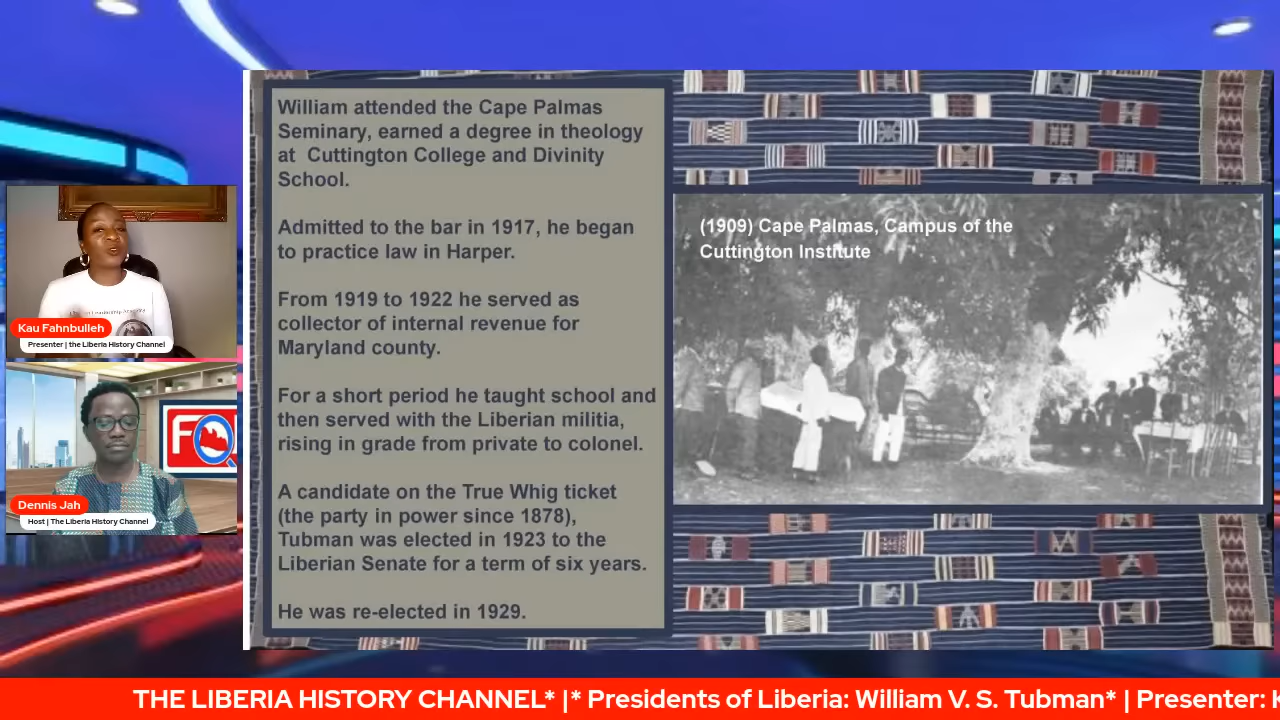 William attended the Cape Palmas
Seminary, earned a degree in theology
at Cuttington College and Divinity
School.
Admitted to the bar in 1917, he began
to practice law in Harper.
From 1919 to 1922 he served as
collector of internal revenue for
Maryland county.
For a short period he taught school and
then served with the Liberian militia,
rising in grade from private to colonel.
A candidate on the True Whig ticket
(the party in power since 1878),
Tubman was elected in 1923 to the
Liberian Senate for a term of six years.
He was re-elected in 1929.
(1909) Cape Palmas, Campus of the
Cuttington Institute
Kau Fahnbulleh
Presenter | the Liberia History Channel
FQ
Dennis Jah
Host | The Liberia History Channel
THE LIBERIA HISTORY CHANNEL* |* Presidents of Liberia: William V. S. Tubman* | Presenter: